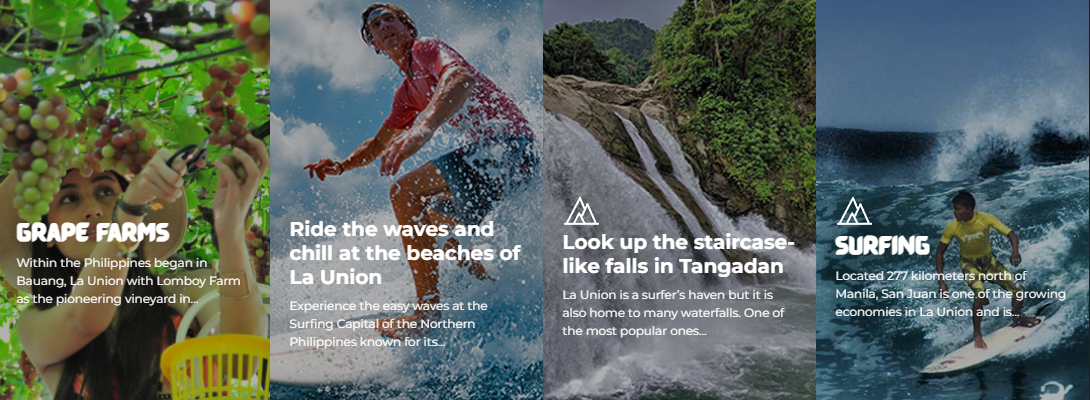 GRAPE FARMS
Within the Philippines began in
Bauang, La Union with Lomboy Farm
as the pioneering vineyard in...
Ride the waves and
chill at the beaches of
La Union
Experience the easy waves at the
Surfing Capital of the Northern
Philippines known for its...
Look up the staircase-
like falls in Tangadan
La Union is a surfer's haven but it is
also home to many waterfalls. One of
the most popular ones...
SURFING
Located 277 kilometers north of
Manila, San Juan is one of the growing
economies in La Union and is...